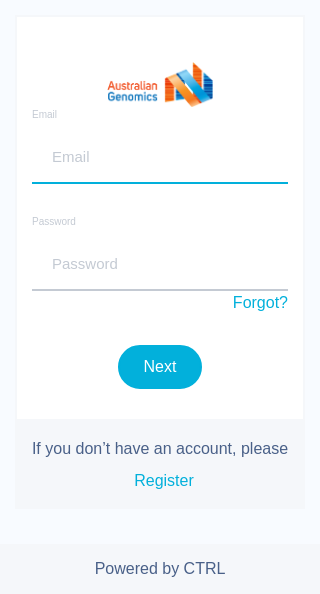 Australian
Genomics
Email
Email
Password
Password
Forgot?
Next
If you don’t have an account, please
Register
Powered by CTRL